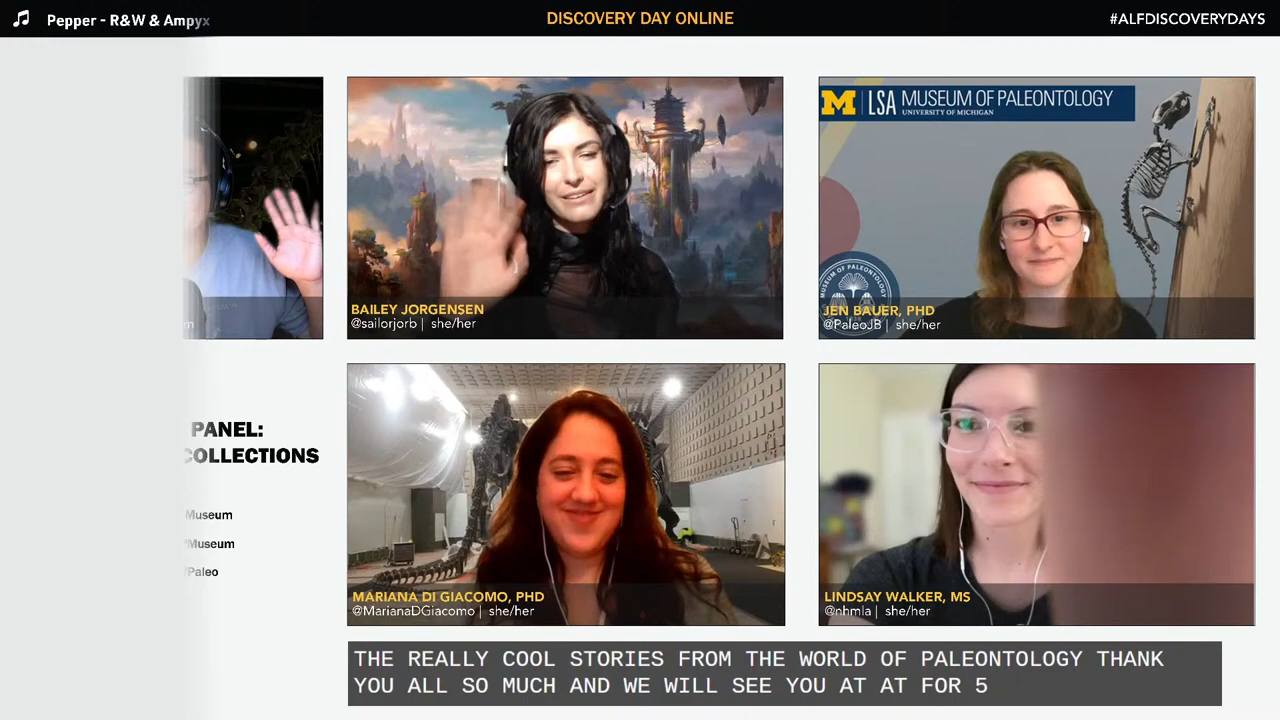 Pepper - R&W & Ampyx
DISCOVERY DAY ONLINE
#ALFDISCOVERYDAYS
BAILEY JORGENSEN
@sailorjorb | she/her
M LSA MUSEUM OF PALEONTOLOGY
UNIVERSITY OF MICHIGAN
MUSEUM OF PALEONTOLOGY
JEN BAUER, PHD
@PaleoJB | she/her
PANEL:
COLLECTIONS
Museum
/Museum
/Paleo
MARIANA DI GIACOMO, PHD
@MarianaDGiacomo | she/her
LINDSAY WALKER, MS
@nhmla | she/her
THE REALLY COOL STORIES FROM THE WORLD OF PALEONTOLOGY THANK
YOU ALL SO MUCH AND WE WILL SEE YOU AT AT FOR 5